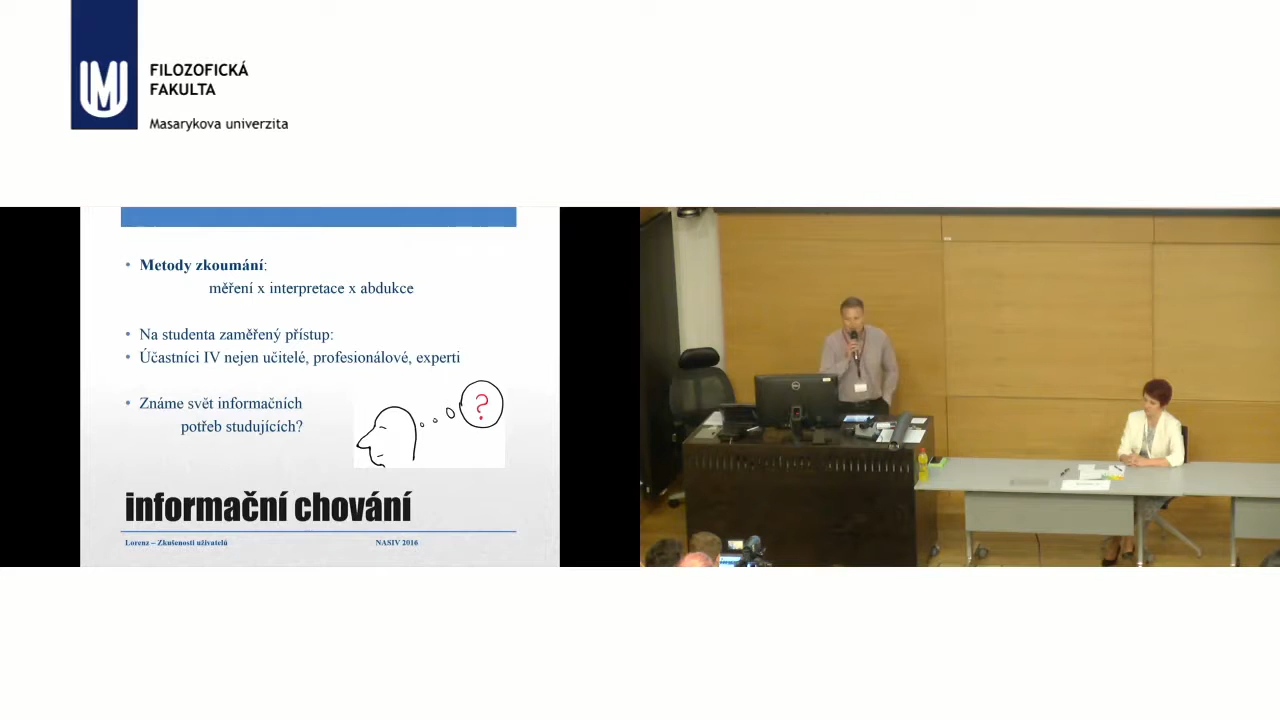 FILOZOFICKÁ
FAKULTA
Masarykova univerzita
• Metody zkoumání:
měření x interpretace x abdukce
• Na studenta zaměřený přístup:
• Účastníci IV nejen učitelé, profesionálové, experti
• Známe svět informačních
potřeb studujících?
?
informační chování
Lorenz – Zkušenosti uživatelů NASIV 2016